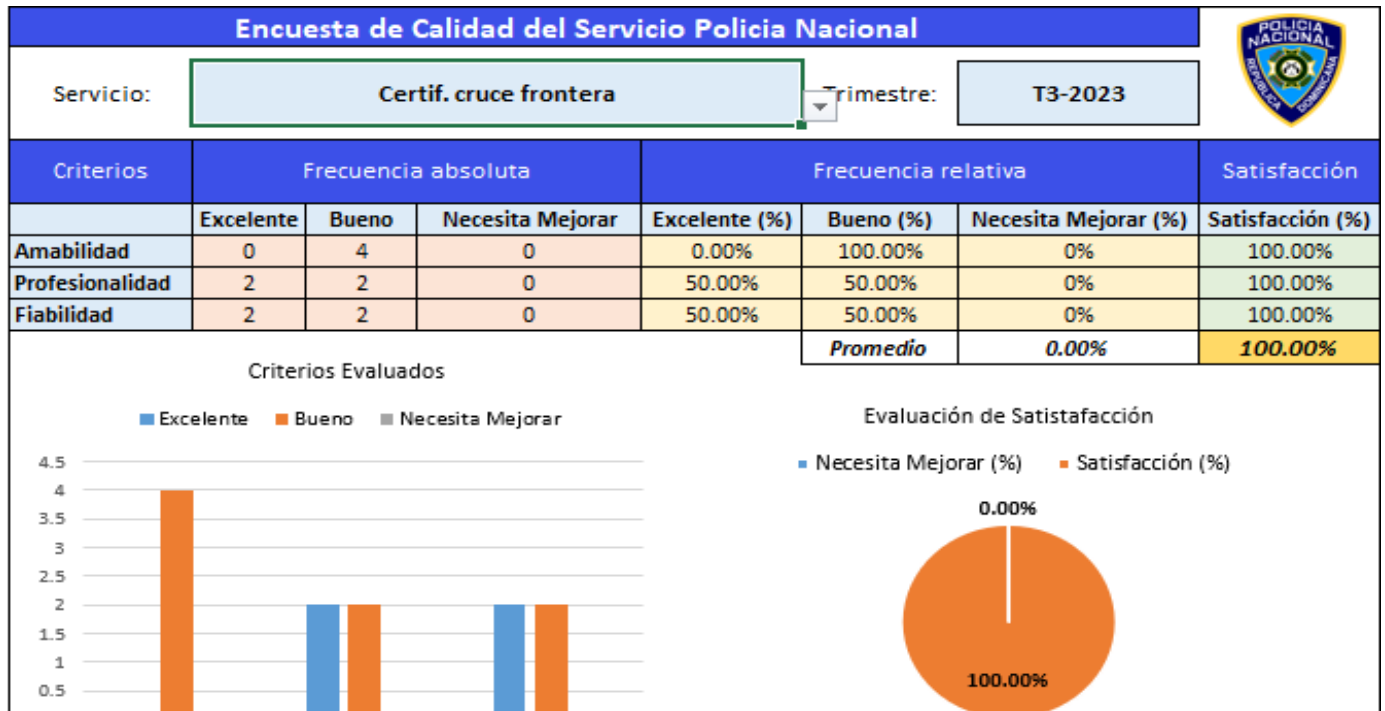 Encuesta de Calidad del Servicio Policia Nacional
POLICIA NACIONAL
REPUBLICA DOMINICANA
Servicio: Certif. cruce frontera Trimestre: T3-2023
Criterios Frecuencia absoluta Frecuencia relativa Satisfacción
Excelente Bueno Necesita Mejorar Excelente (%) Bueno (%) Necesita Mejorar (%) Satisfacción (%)
Amabilidad 0 4 0 0.00% 100.00% 0% 100.00%
Profesionalidad 2 2 0 50.00% 50.00% 0% 100.00%
Fiabilidad 2 2 0 50.00% 50.00% 0% 100.00%
Promedio 0.00% 100.00%
Criterios Evaluados
Excelente Bueno Necesita Mejorar
4.5
4
3.5
3
2.5
2
1.5
1
0.5
Evaluación de Satistafacción
Necesita Mejorar (%) Satisfacción (%)
0.00%
100.00%